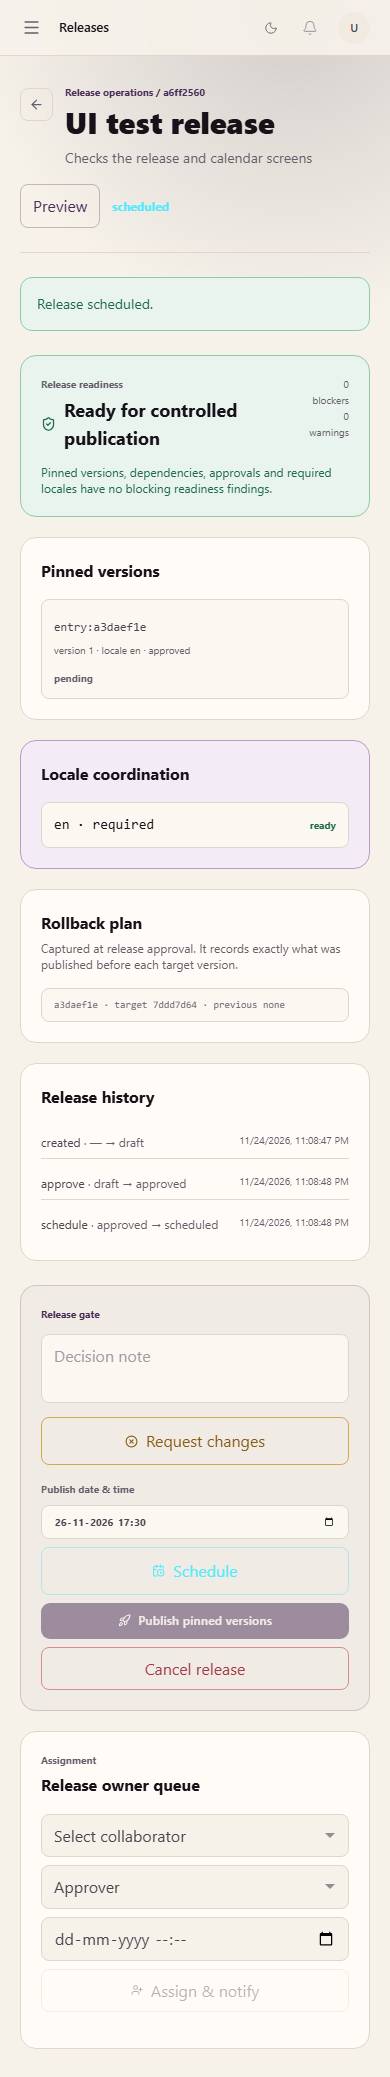 Releases
U
Release operations / a6ff2560
UI test release
Checks the release and calendar screens
Preview
scheduled
Release scheduled.
Release readiness
Ready for controlled
publication
0
blockers
0
warnings
Pinned versions, dependencies, approvals and required
locales have no blocking readiness findings.
Pinned versions
entry:a3daef1e
version 1 · locale en · approved
pending
Locale coordination
en · required
ready
Rollback plan
Captured at release approval. It records exactly what was
published before each target version.
a3daef1e · target 7ddd7d64 · previous none
Release history
created · — → draft
11/24/2026, 11:08:47 PM
approve · draft → approved
11/24/2026, 11:08:48 PM
schedule · approved → scheduled
11/24/2026, 11:08:48 PM
Release gate
Decision note
Request changes
Publish date & time
26-11-2026 17:30
Schedule
Publish pinned versions
Cancel release
Assignment
Release owner queue
Select collaborator
Approver
dd-mm-yyyy --:--
Assign & notify